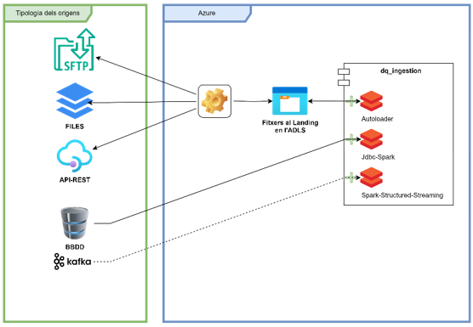 Tipologia dels orígens
Azure
SFTP
FILES
API-REST
BBDD
kafka
Fitxers al Landing
en l'ADLS
dq_ingestion
Autoloader
Jdbc-Spark
Spark-Structured-Streaming